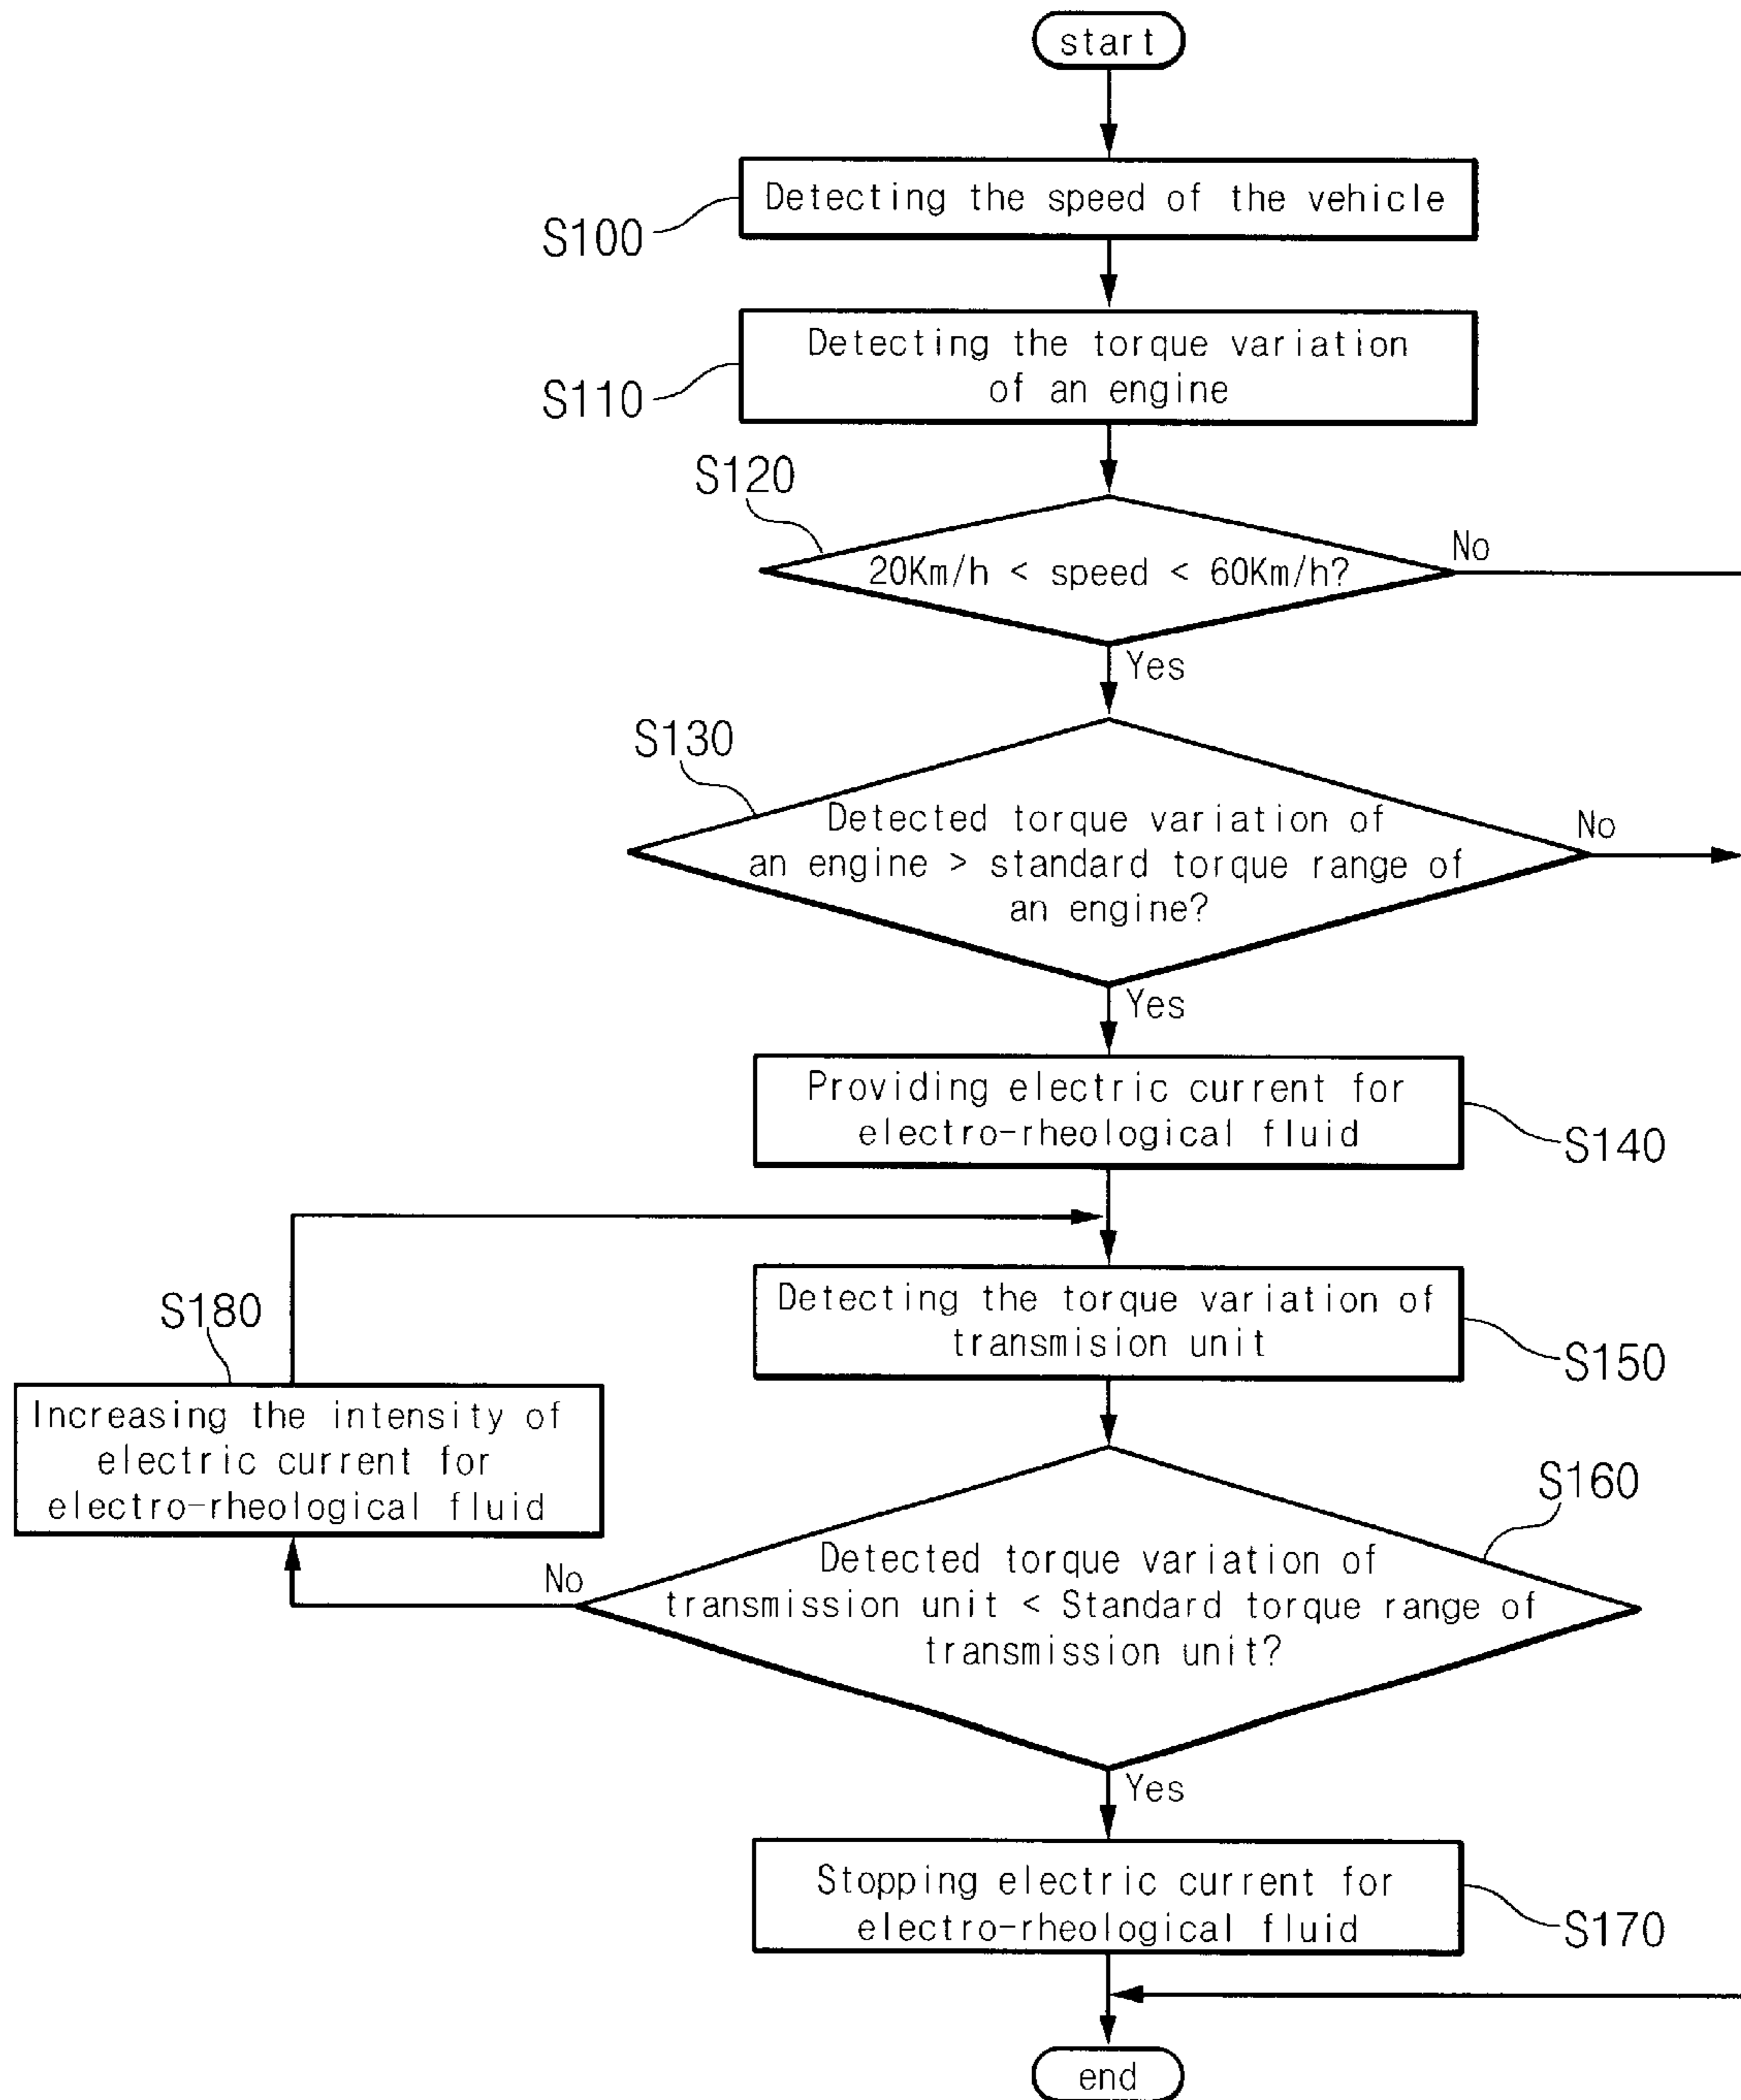 start
Detecting the speed of the vehicle
S100
Detecting the torque variation
of an engine
S110
S120
20Km/h < speed < 60Km/h?
No
Yes
S130
Detected torque variation of
an engine > standard torque range of
an engine?
No
Yes
Providing electric current for
electro-rheological fluid
S140
Detecting the torque variation of
transmision unit
S150
S180
Increasing the intensity of
electric current for
electro-rheological fluid
S160
Detected torque variation of
transmission unit < Standard torque range of
transmission unit?
No
Yes
Stopping electric current for
electro-rheological fluid
S170
end